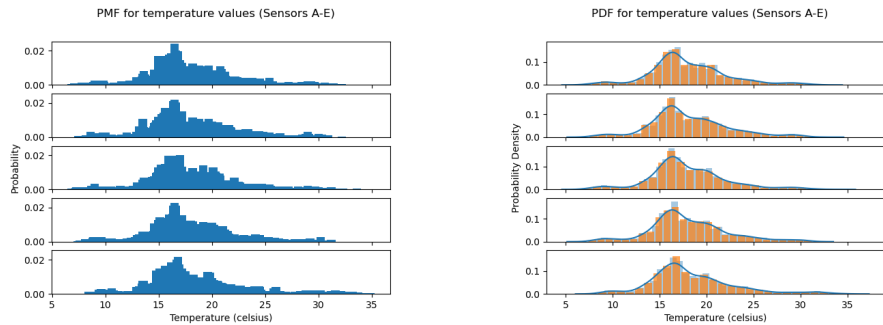 PMF for temperature values (Sensors A-E)
0.02
0.00
0.02
0.00
0.02
0.00
0.02
0.00
0.02
0.00
Probability
5 10 15 20 25 30 35
Temperature (celsius)
PDF for temperature values (Sensors A-E)
0.1
0.0
0.1
0.0
0.1
0.0
0.1
0.0
0.1
0.0
Probability Density
5 10 15 20 25 30 35
Temperature (celsius)